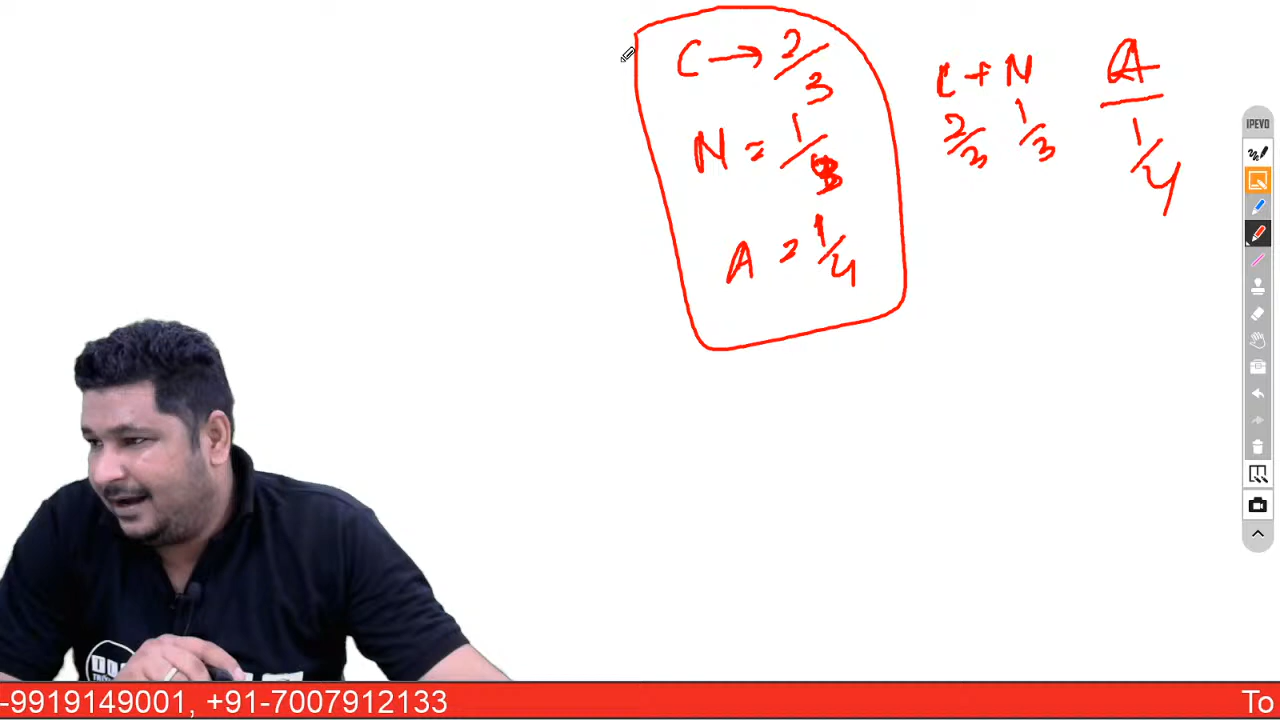 C → 2/3
N = 1/3
A = 1/4
C + N A
2/3 1/3 1/4
IPEVO
-9919149001, +91-7007912133
To